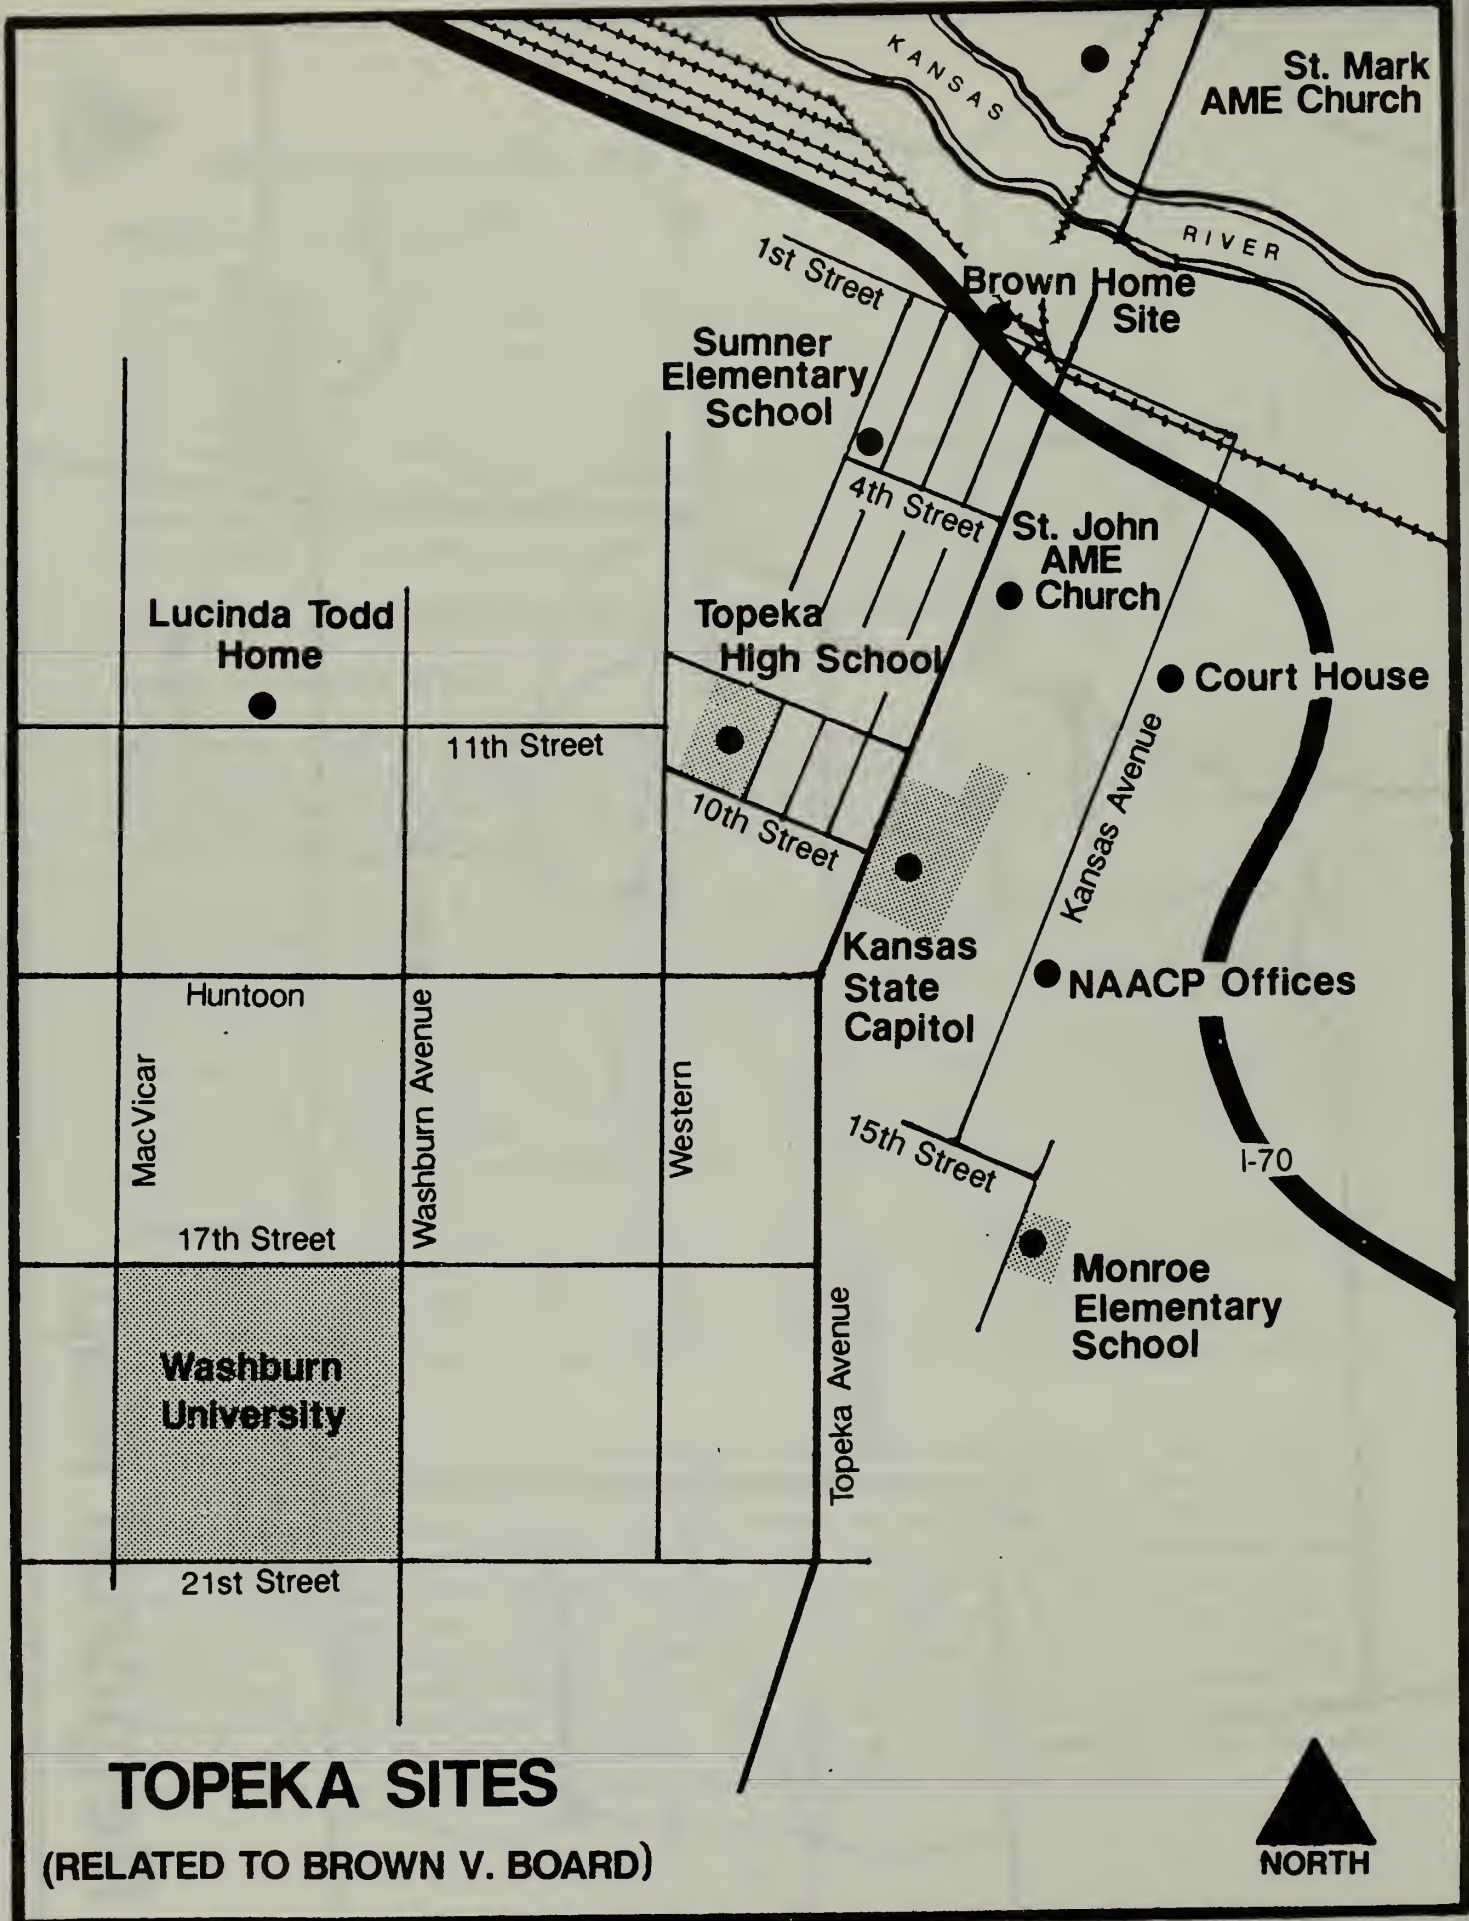 KANSAS
St. Mark
AME Church
RIVER
1st Street
Brown Home
Site
Sumner
Elementary
School
4th Street
St. John
AME
Church
Lucinda Todd
Home
Topeka
High School
Court House
11th Street
10th Street
Kansas Avenue
Kansas
State
Capitol
NAACP Offices
Huntoon
MacVicar
Washburn Avenue
Western
15th Street
I-70
17th Street
Monroe
Elementary
School
Washburn
University
Topeka Avenue
21st Street
TOPEKA SITES
(RELATED TO BROWN V. BOARD)
NORTH